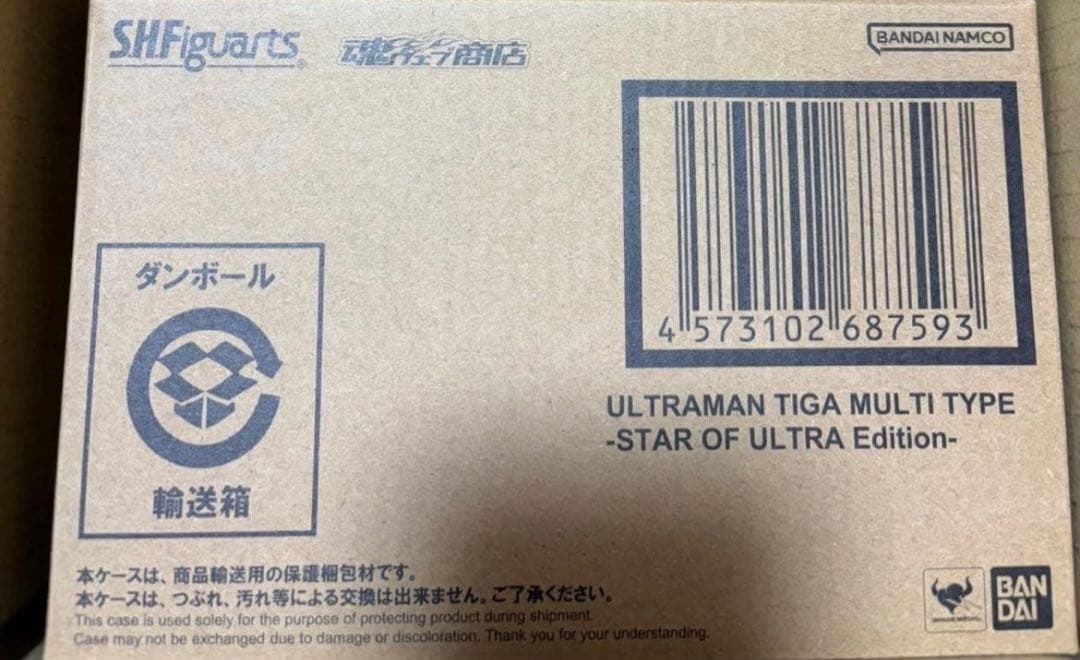 S.H.Figuarts
魂ウェブ商店
BANDAI NAMCO
4 573102 687593
ULTRAMAN TIGA MULTI TYPE
-STAR OF ULTRA Edition-
ダンボール
輸送箱
本ケースは、商品輸送用の保護梱包材です。
本ケースは、つぶれ、汚れ等による交換は出来ません。ご了承ください。
This case is used solely for the purpose of protecting product during shipment.
Case may not be exchanged due to damage or discoloration. Thank you for your understanding.
BAN
DAI